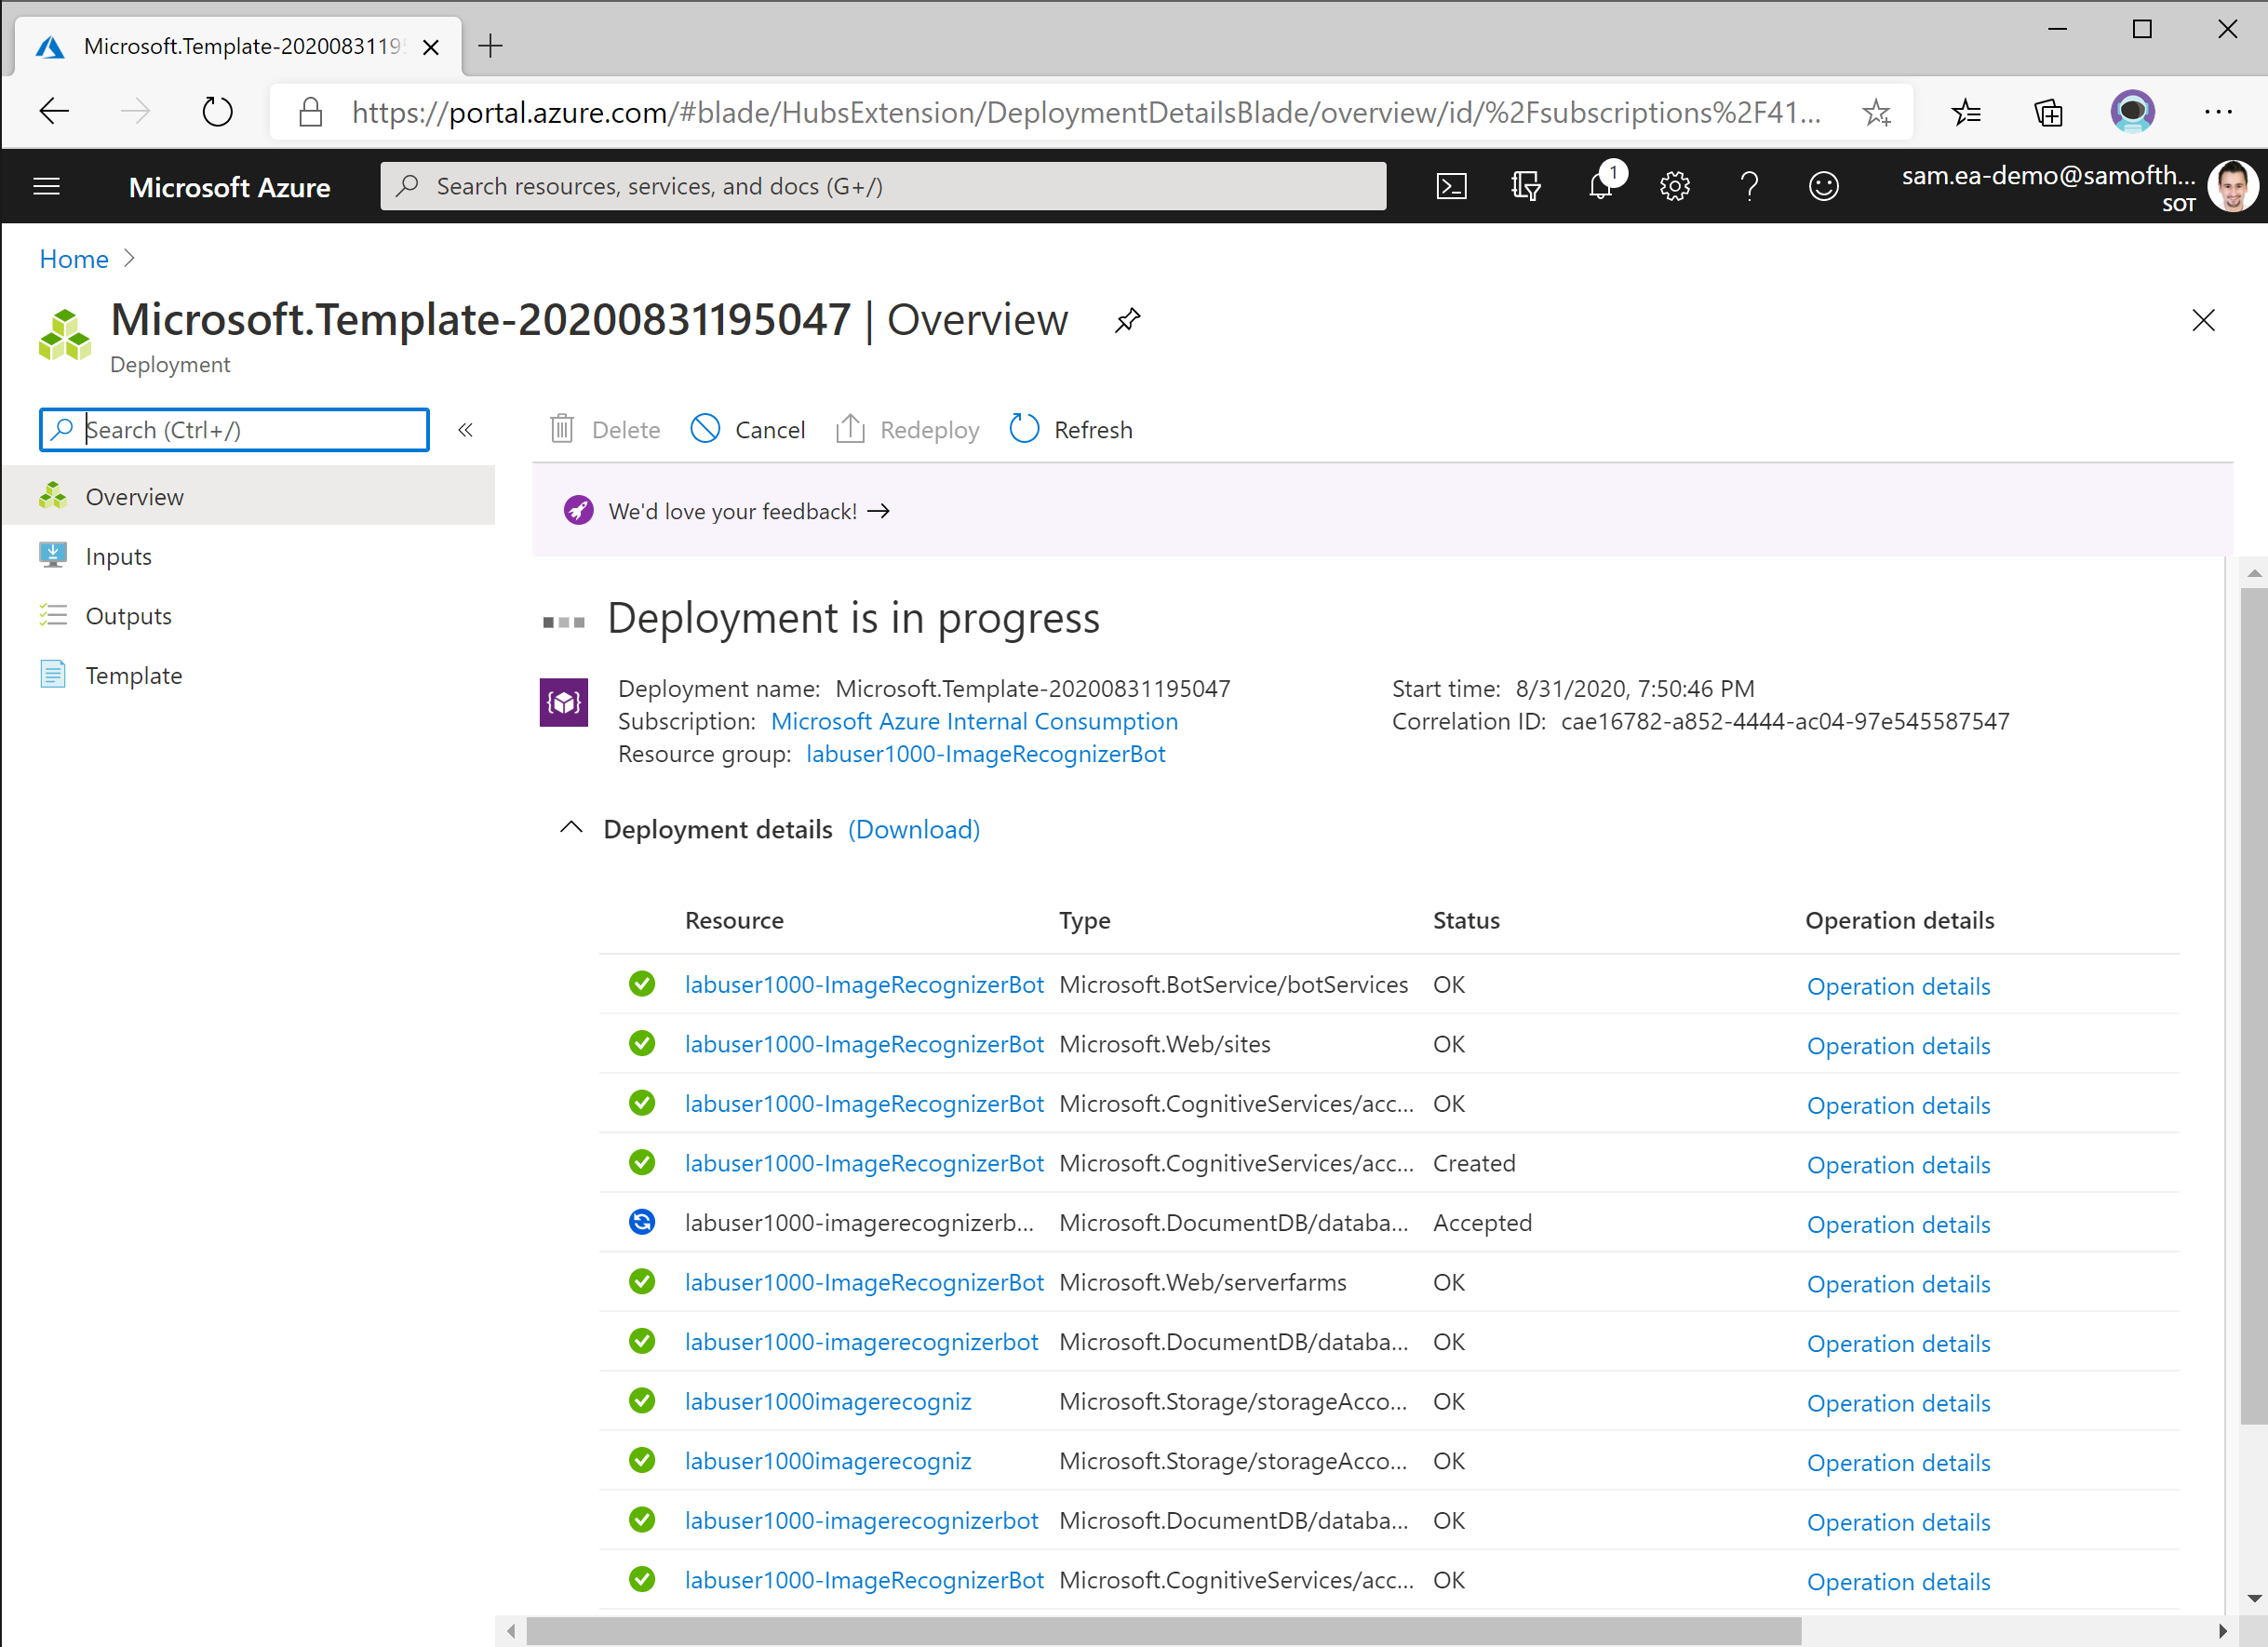 Microsoft.Template-2020083119
https://portal.azure.com/#blade/HubsExtension/DeploymentDetailsBlade/overview/id/%2Fsubscriptions%2F41...
Microsoft Azure
Search resources, services, and docs (G+/)
1
sam.ea-demo@samofth...
SOT
Home
Microsoft.Template-20200831195047 | Overview
Deployment
Search (Ctrl+/)
Delete Cancel Redeploy Refresh
Overview
Inputs
Outputs
Template
We'd love your feedback! →
Deployment is in progress
Deployment name: Microsoft.Template-20200831195047
Subscription: Microsoft Azure Internal Consumption
Resource group: labuser1000-ImageRecognizerBot
Start time: 8/31/2020, 7:50:46 PM
Correlation ID: cae16782-a852-4444-ac04-97e545587547
Deployment details (Download)
Resource Type Status Operation details
labuser1000-ImageRecognizerBot Microsoft.BotService/botServices OK Operation details
labuser1000-ImageRecognizerBot Microsoft.Web/sites OK Operation details
labuser1000-ImageRecognizerBot Microsoft.CognitiveServices/acc... OK Operation details
labuser1000-ImageRecognizerBot Microsoft.CognitiveServices/acc... Created Operation details
labuser1000-imagerecognizerb... Microsoft.DocumentDB/databa... Accepted Operation details
labuser1000-ImageRecognizerBot Microsoft.Web/serverfarms OK Operation details
labuser1000-imagerecognizerbot Microsoft.DocumentDB/databa... OK Operation details
labuser1000imagerecogniz Microsoft.Storage/storageAcco... OK Operation details
labuser1000imagerecogniz Microsoft.Storage/storageAcco... OK Operation details
labuser1000-imagerecognizerbot Microsoft.DocumentDB/databa... OK Operation details
labuser1000-ImageRecognizerBot Microsoft.CognitiveServices/acc... OK Operation details